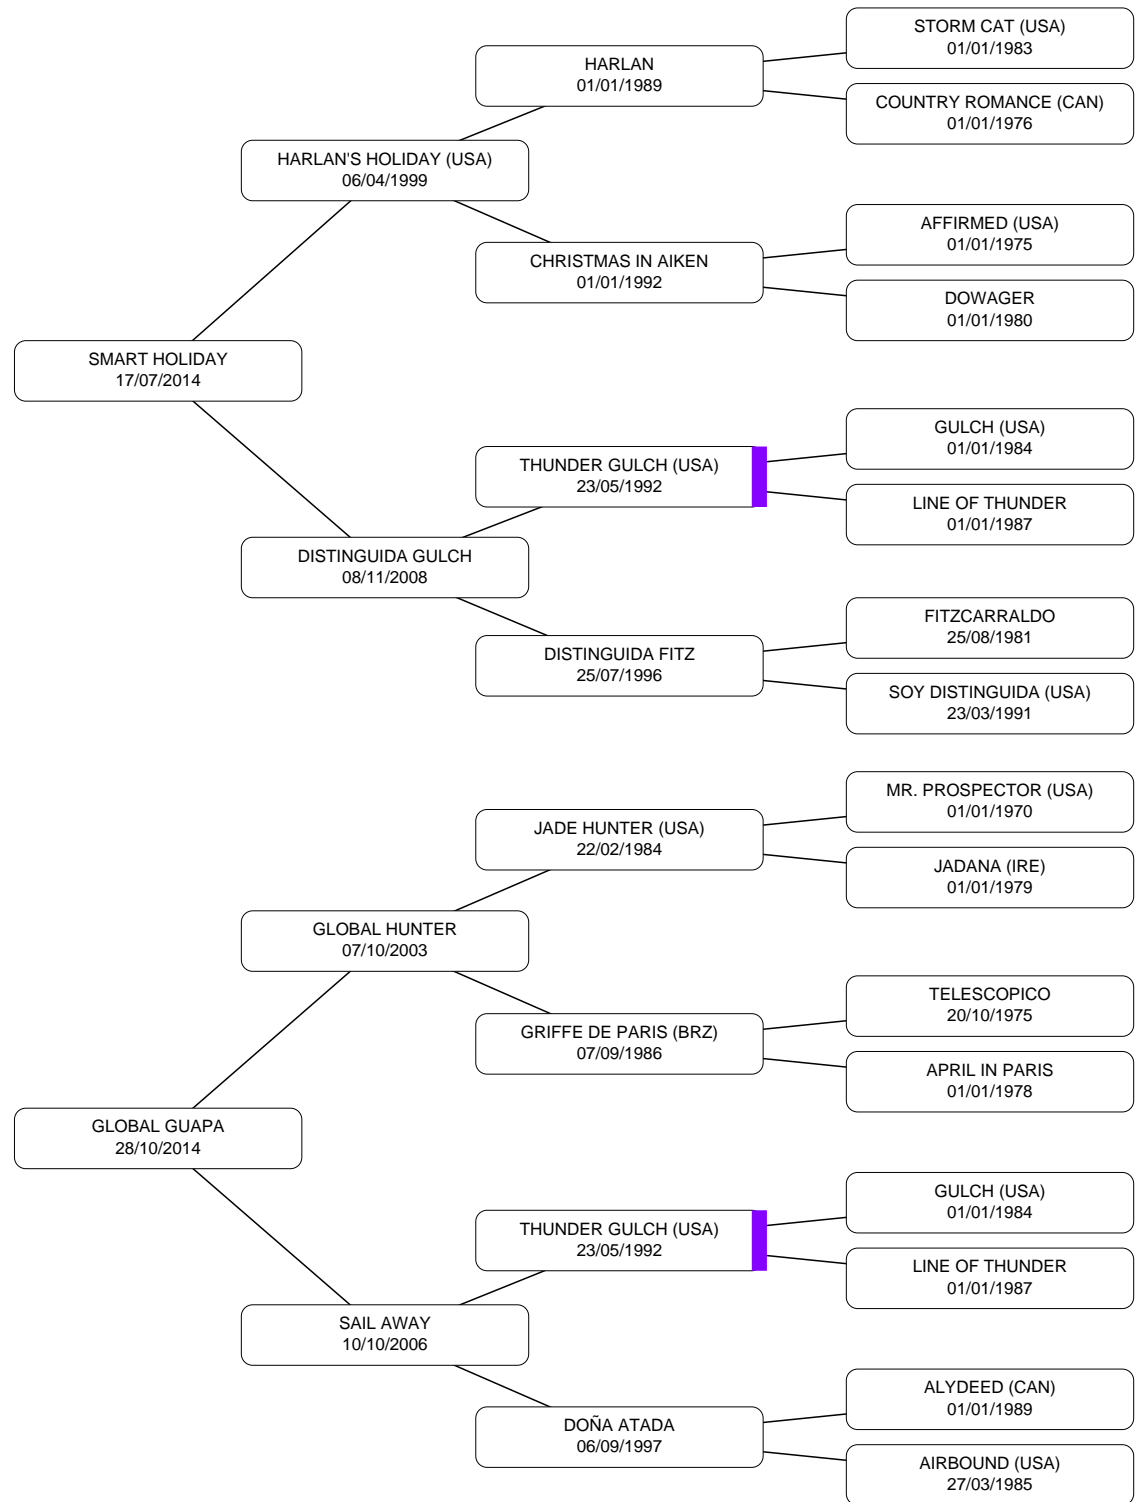 STORM CAT (USA)
01/01/1983
HARLAN
01/01/1989
COUNTRY ROMANCE (CAN)
01/01/1976
HARLAN'S HOLIDAY (USA)
06/04/1999
AFFIRMED (USA)
01/01/1975
CHRISTMAS IN AIKEN
01/01/1992
DOWAGER
01/01/1980
SMART HOLIDAY
17/07/2014
GULCH (USA)
01/01/1984
THUNDER GULCH (USA)
23/05/1992
LINE OF THUNDER
01/01/1987
DISTINGUIDA GULCH
08/11/2008
FITZCARRALDO
25/08/1981
DISTINGUIDA FITZ
25/07/1996
SOY DISTINGUIDA (USA)
23/03/1991
MR. PROSPECTOR (USA)
01/01/1970
JADE HUNTER (USA)
22/02/1984
JADANA (IRE)
01/01/1979
GLOBAL HUNTER
07/10/2003
TELESCOPICO
20/10/1975
GRIFFE DE PARIS (BRZ)
07/09/1986
APRIL IN PARIS
01/01/1978
GLOBAL GUAPA
28/10/2014
GULCH (USA)
01/01/1984
THUNDER GULCH (USA)
23/05/1992
LINE OF THUNDER
01/01/1987
SAIL AWAY
10/10/2006
ALYDEED (CAN)
01/01/1989
DOÑA ATADA
06/09/1997
AIRBOUND (USA)
27/03/1985